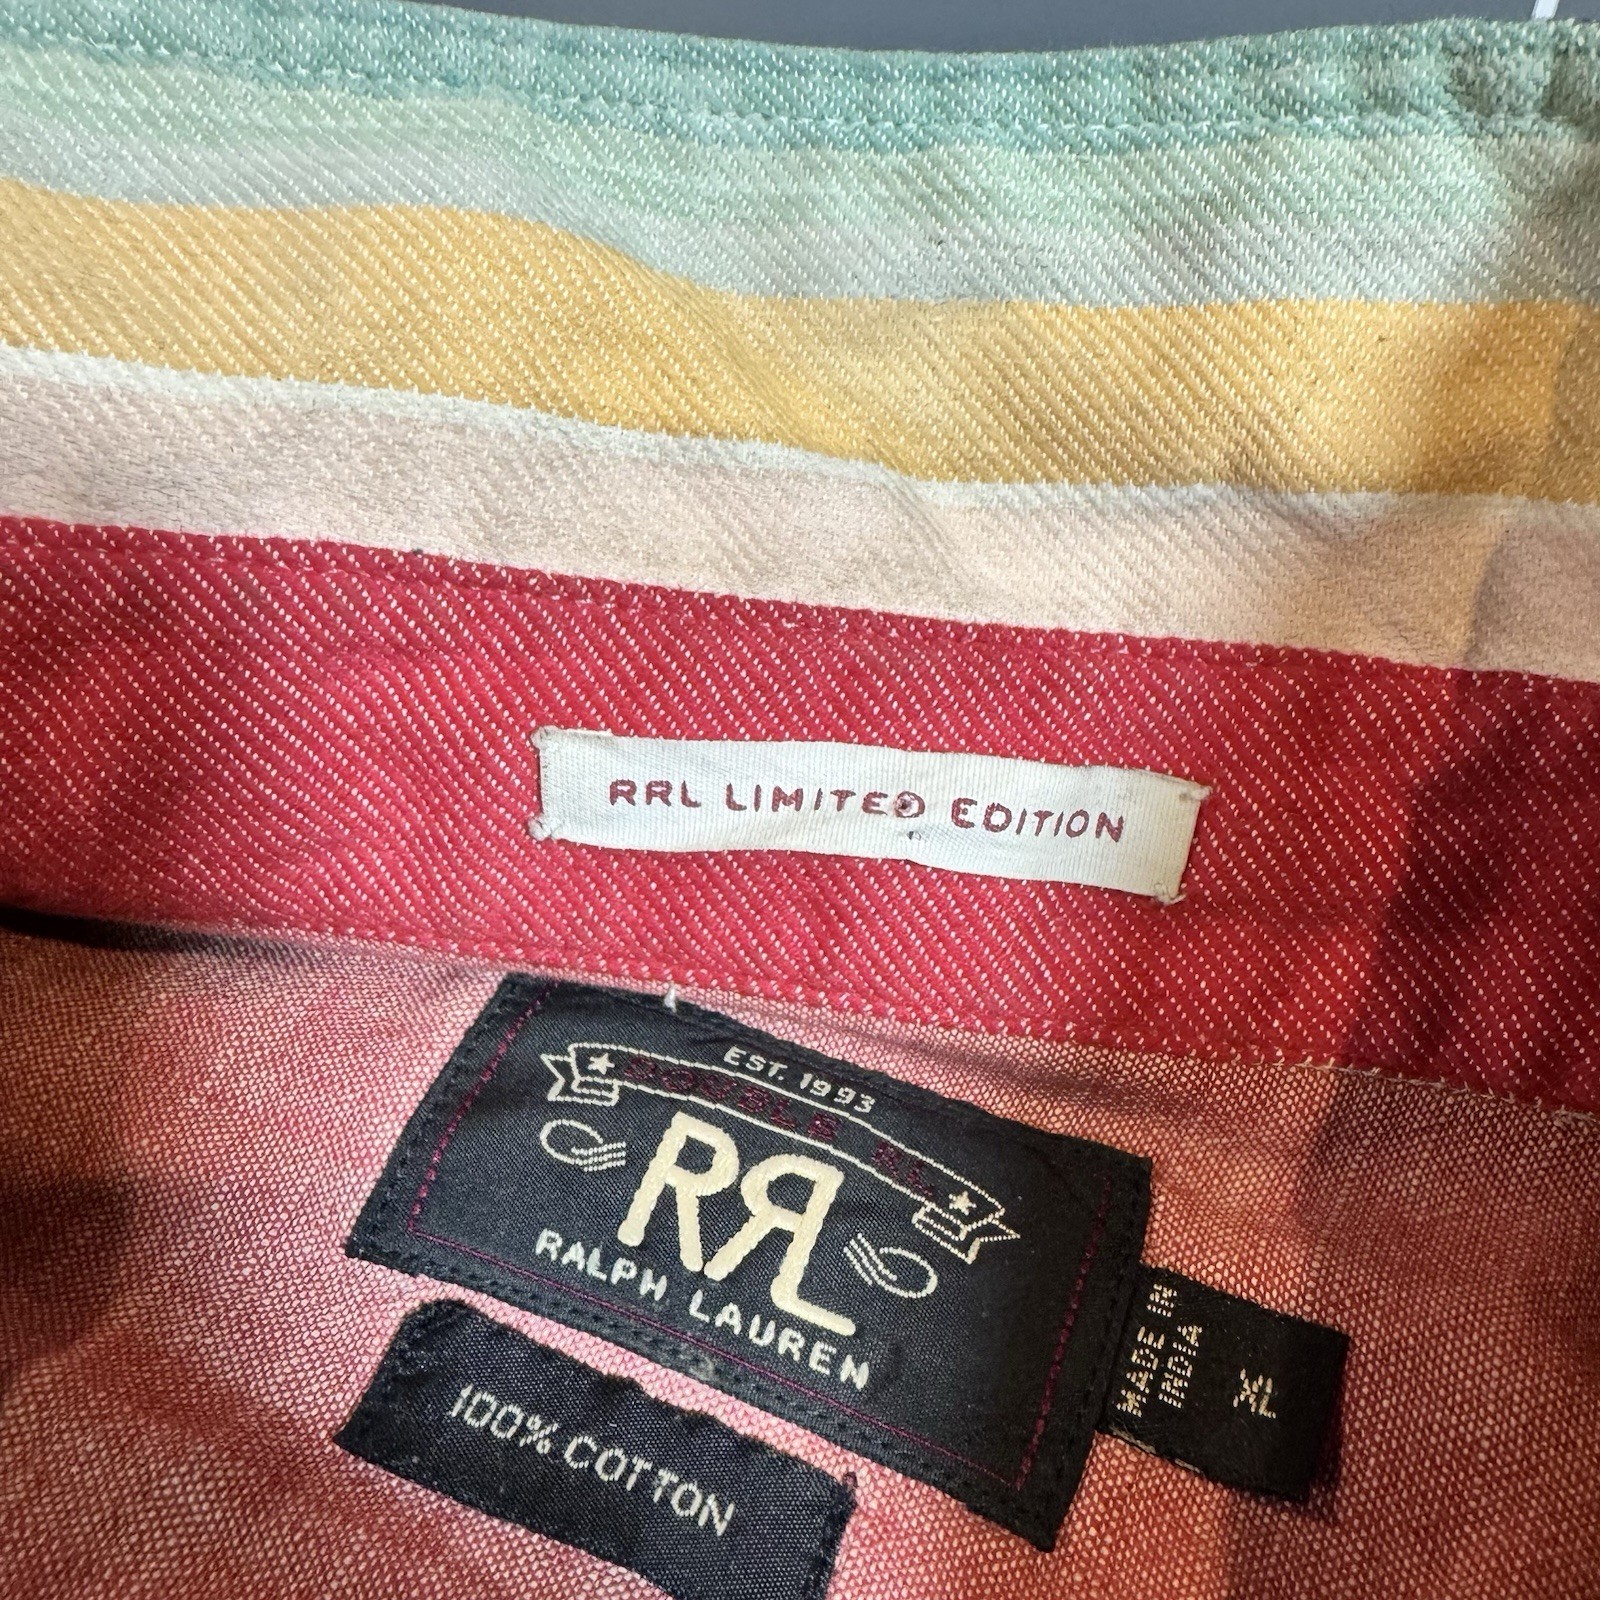 RRL LIMITED EDITION
EST. 1993
DOUBLE RL
RRL
RALPH LAUREN
MADE IN
INDIA
XL
100% COTTON